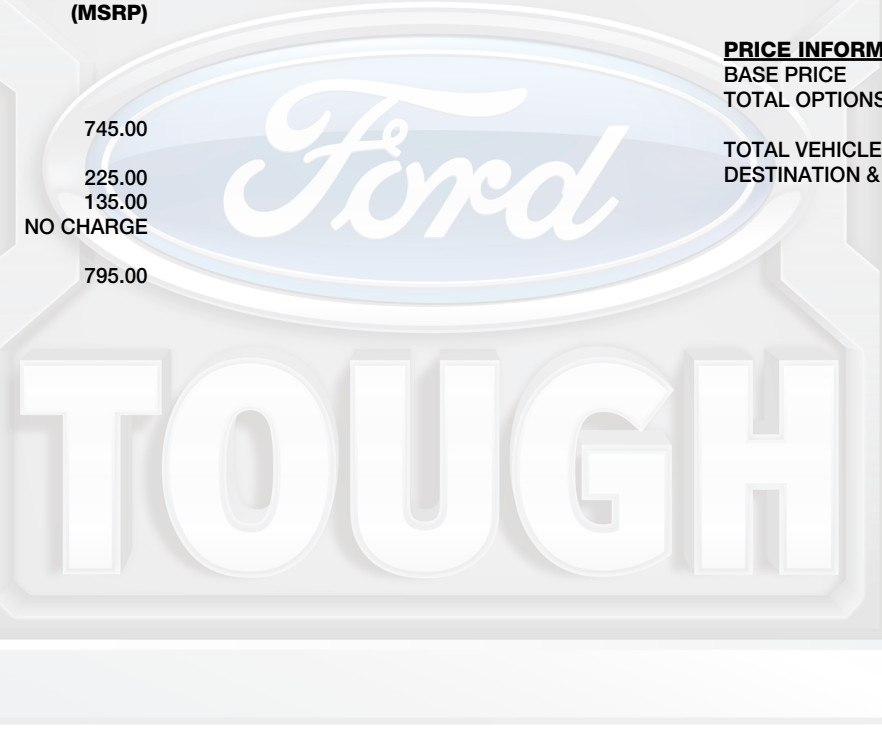 (MSRP)
745.00
225.00
135.00
NO CHARGE
795.00
PRICE INFORM
BASE PRICE
TOTAL OPTIONS
TOTAL VEHICLE
DESTINATION &
Ford
TOUGH